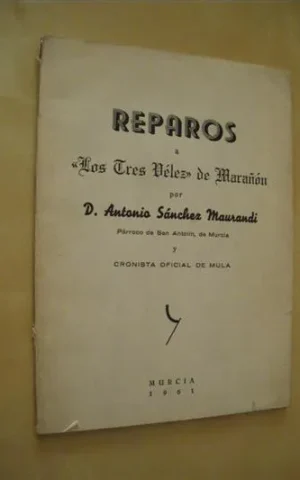 REPAROS
a
«Los Tres Vélez» de Marañón
por
D. Antonio Sánchez Maurandi
Párroco de San Antolín, de Murcia
y
CRONISTA OFICIAL DE MULA
MURCIA
1961